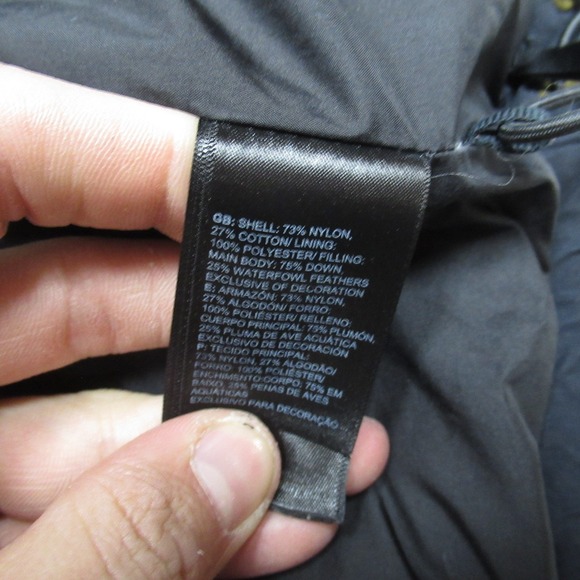 GB: SHELL: 73% NYLON,
27% COTTON/ LINING:
100% POLYESTER/ FILLING:
MAIN BODY: 75% DOWN,
25% WATERFOWL FEATHERS
EXCLUSIVE OF DECORATION
E: ARMAZÓN: 73% NYLON,
27% ALGODÓN/ FORRO:
100% POLIÉSTER/ RELLENO:
CUERPO PRINCIPAL: 75% PLUMÓN,
25% PLUMA DE AVE ACUÁTICA
EXCLUSIVO DE DECORACIÓN
P: TECIDO PRINCIPAL:
73% NYLON, 27% ALGODÃO/
FORRO: 100% POLIÉSTER/
ENCHIMENTO:CORPO: 75% EM
BAIXO, 25% PENAS DE AVES
AQUÁTICAS
EXCLUSIVO PARA DECORAÇÃO